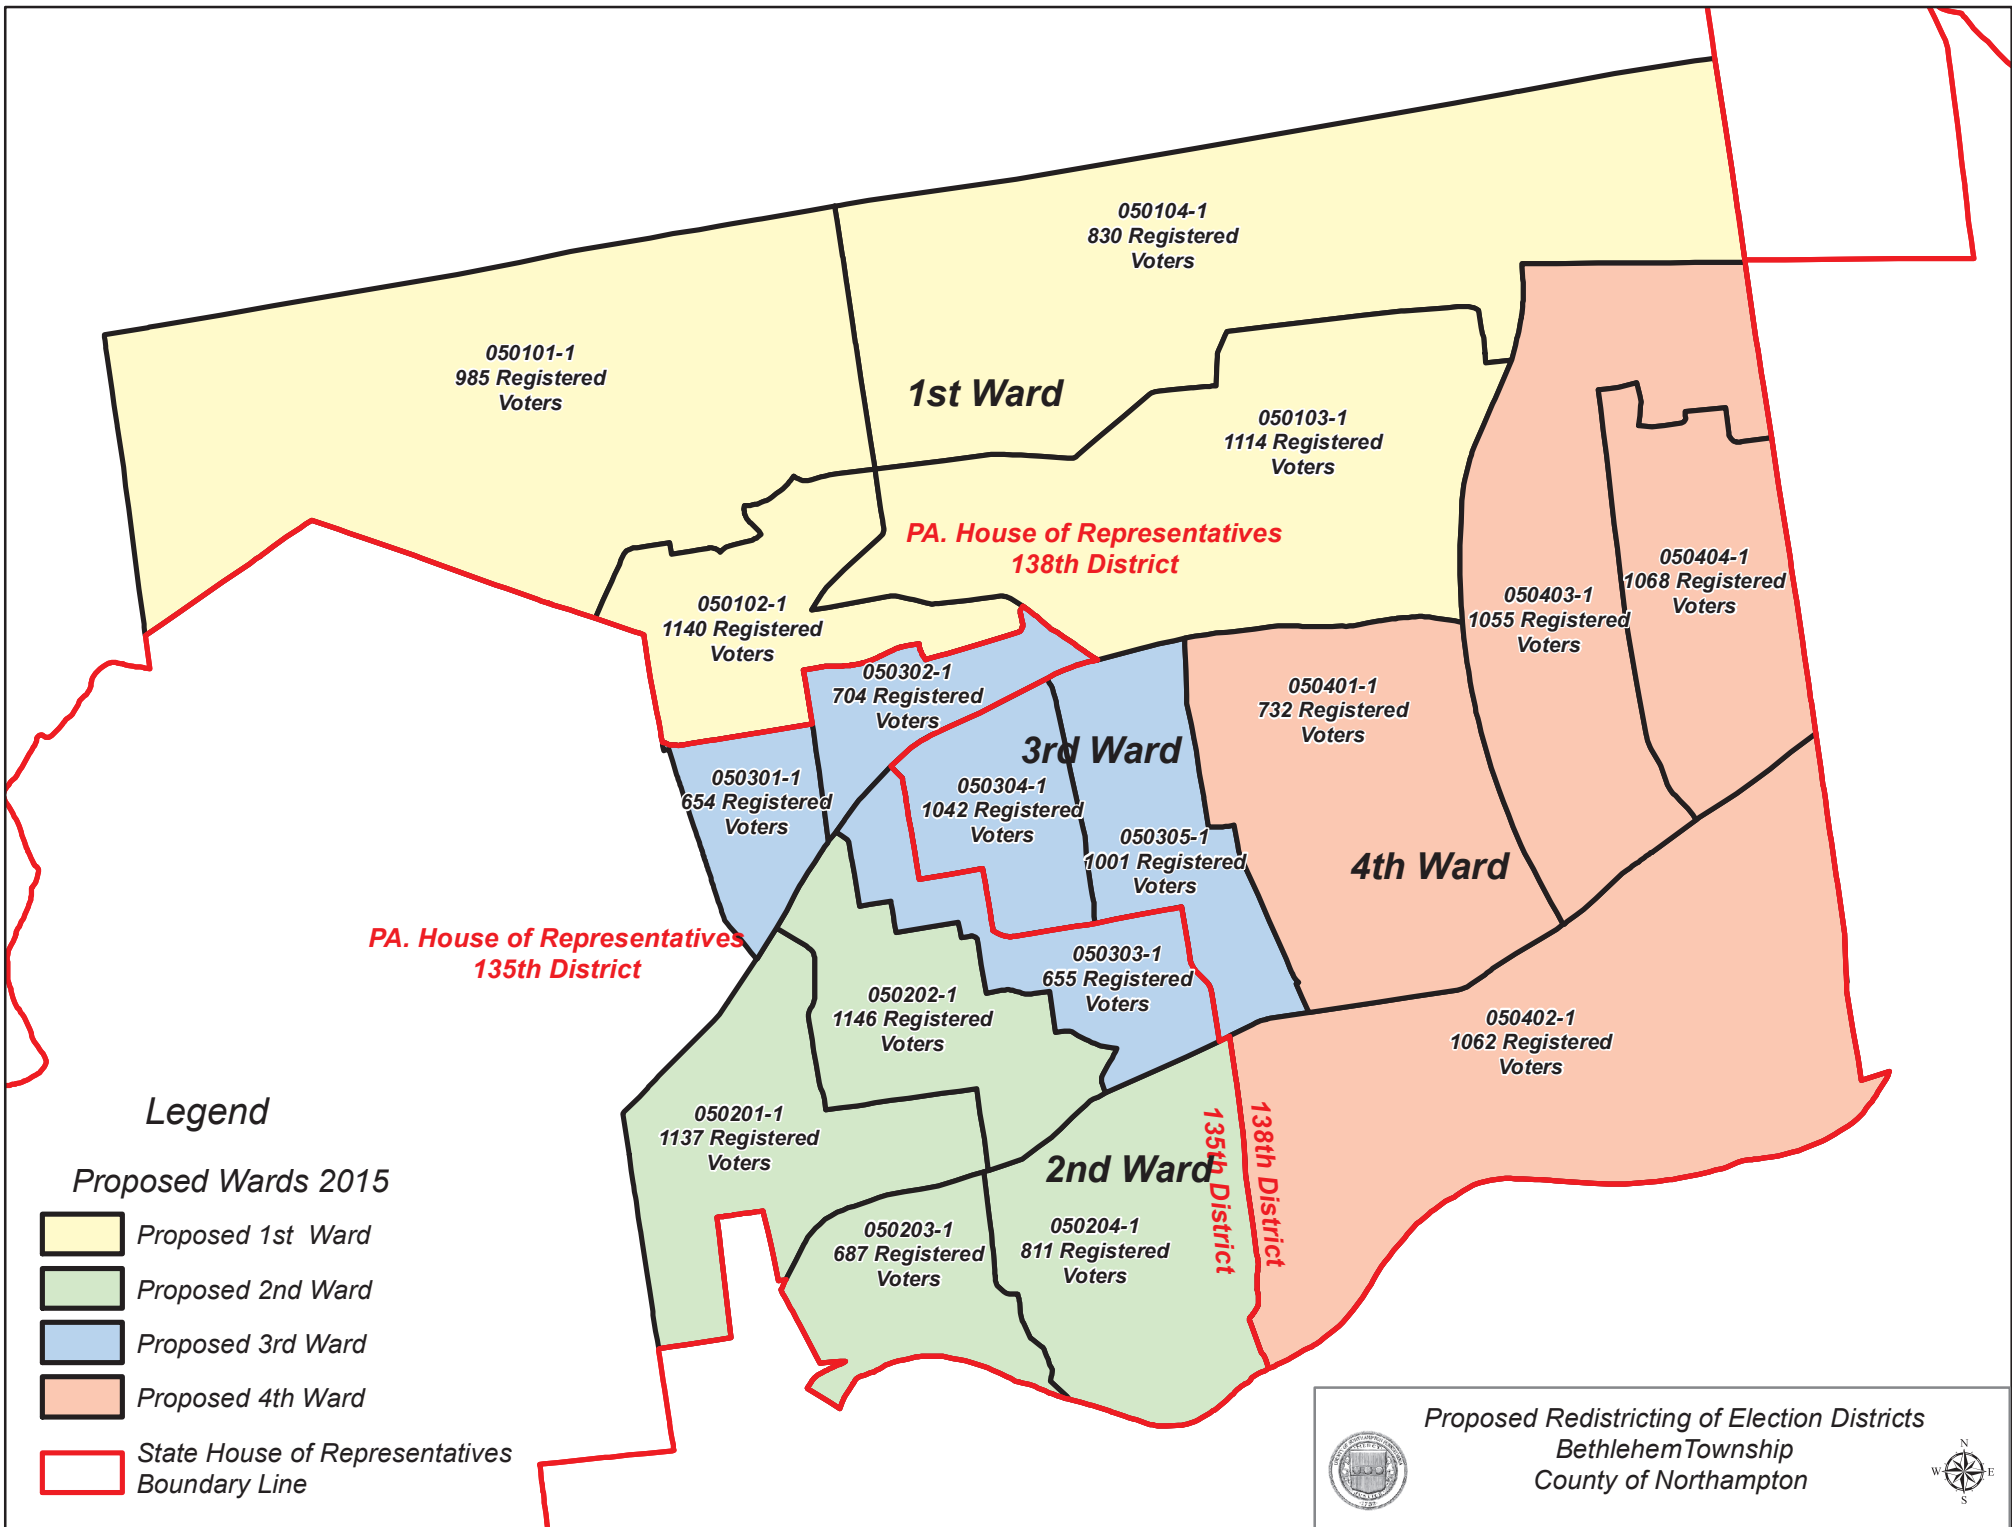 050104-1
830 Registered
Voters
050101-1
985 Registered
Voters
1st Ward
050103-1
1114 Registered
Voters
PA. House of Representatives
138th District
050102-1
1140 Registered
Voters
050404-1
1068 Registered
Voters
050403-1
1055 Registered
Voters
050302-1
704 Registered
Voters
050401-1
732 Registered
Voters
3rd Ward
050301-1
654 Registered
Voters
050304-1
1042 Registered
Voters
050305-1
1001 Registered
Voters
4th Ward
PA. House of Representatives
135th District
050303-1
655 Registered
Voters
050202-1
1146 Registered
Voters
050402-1
1062 Registered
Voters
050201-1
1137 Registered
Voters
2nd Ward
135th District
138th District
050203-1
687 Registered
Voters
050204-1
811 Registered
Voters
Legend
Proposed Wards 2015
Proposed 1st Ward
Proposed 2nd Ward
Proposed 3rd Ward
Proposed 4th Ward
State House of Representatives
Boundary Line
Proposed Redistricting of Election Districts
BethlehemTownship
County of Northampton
N
W
E
S